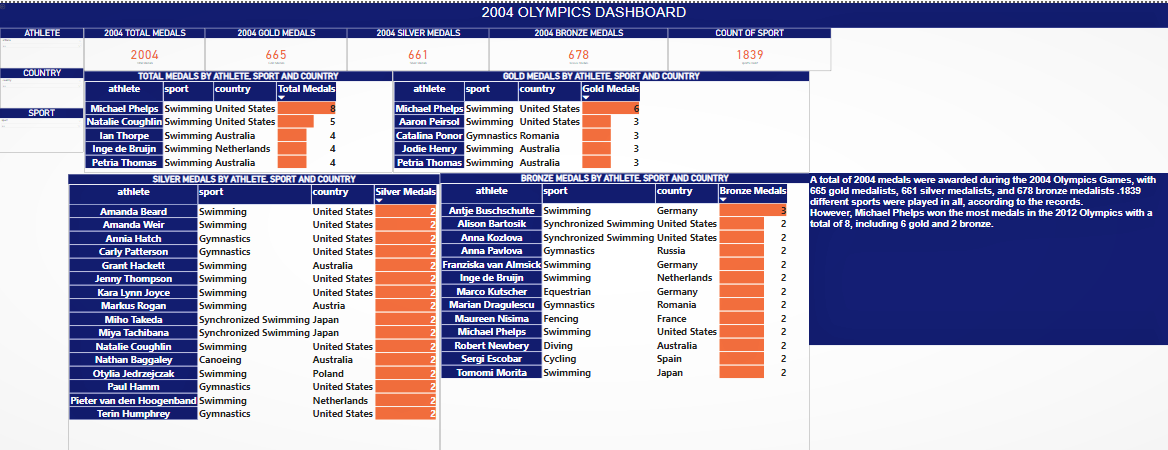 2004 OLYMPICS DASHBOARD
ATHLETE
2004 TOTAL MEDALS 2004 GOLD MEDALS 2004 SILVER MEDALS 2004 BRONZE MEDALS COUNT OF SPORT
2004 665 661 678 1839
COUNTRY
SPORT
TOTAL MEDALS BY ATHLETE, SPORT AND COUNTRY
athlete sport country Total Medals
Michael Phelps Swimming United States 8
Natalie Coughlin Swimming United States 5
Ian Thorpe Swimming Australia 4
Inge de Bruijn Swimming Netherlands 4
Petria Thomas Swimming Australia 4
GOLD MEDALS BY ATHLETE, SPORT AND COUNTRY
athlete sport country Gold Medals
Michael Phelps Swimming United States 6
Aaron Peirsol Swimming United States 3
Catalina Ponor Gymnastics Romania 3
Jodie Henry Swimming Australia 3
Petria Thomas Swimming Australia 3
SILVER MEDALS BY ATHLETE, SPORT AND COUNTRY
athlete sport country Silver Medals
Amanda Beard Swimming United States 2
Amanda Weir Swimming United States 2
Annia Hatch Gymnastics United States 2
Carly Patterson Gymnastics United States 2
Grant Hackett Swimming Australia 2
Jenny Thompson Swimming United States 2
Kara Lynn Joyce Swimming United States 2
Markus Rogan Swimming Austria 2
Miho Takeda Synchronized Swimming Japan 2
Miya Tachibana Synchronized Swimming Japan 2
Natalie Coughlin Swimming United States 2
Nathan Baggaley Canoeing Australia 2
Otylia Jedrzejczak Swimming Poland 2
Paul Hamm Gymnastics United States 2
Pieter van den Hoogenband Swimming Netherlands 2
Terin Humphrey Gymnastics United States 2
BRONZE MEDALS BY ATHLETE, SPORT AND COUNTRY
athlete sport country Bronze Medals
Antje Buschschulte Swimming Germany 3
Alison Bartosik Synchronized Swimming United States 2
Anna Kozlova Synchronized Swimming United States 2
Anna Pavlova Gymnastics Russia 2
Franziska van Almsick Swimming Germany 2
Inge de Bruijn Swimming Netherlands 2
Marco Kutscher Equestrian Germany 2
Marian Dragulescu Gymnastics Romania 2
Maureen Nisima Fencing France 2
Michael Phelps Swimming United States 2
Robert Newbery Diving Australia 2
Sergi Escobar Cycling Spain 2
Tomomi Morita Swimming Japan 2
A total of 2004 medals were awarded during the 2004 Olympics Games, with
665 gold medalists, 661 silver medalists, and 678 bronze medalists .1839
different sports were played in all, according to the records.
However, Michael Phelps won the most medals in the 2012 Olympics with a
total of 8, including 6 gold and 2 bronze.